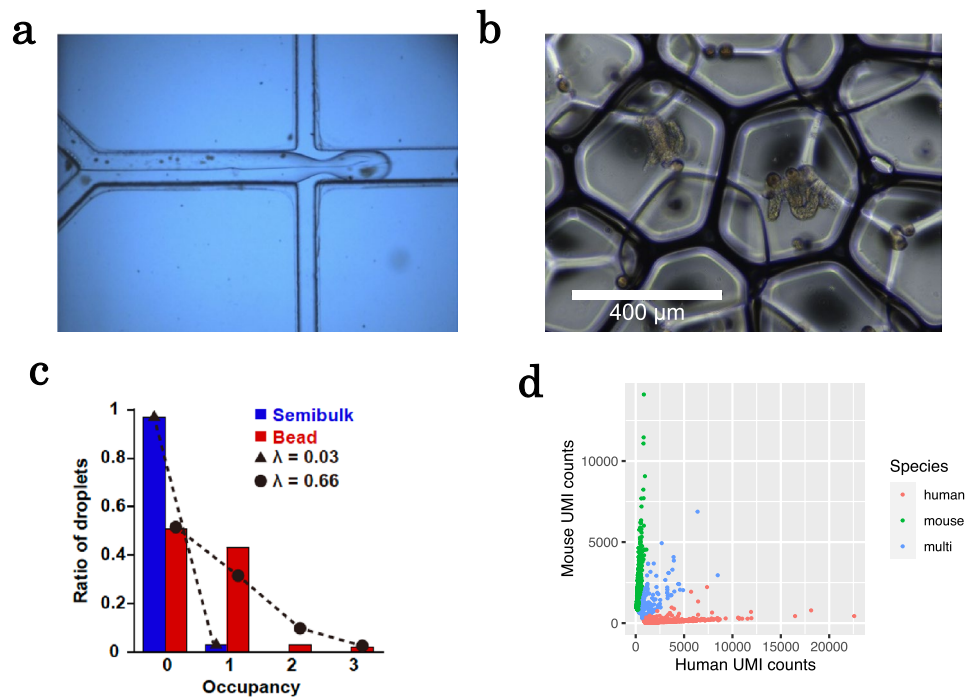 a
b
400 µm
c
Ratio of droplets
1
0.8
0.6
0.4
0.2
0
0
1
2
3
Occupancy
Semibulk
Bead
λ = 0.03
λ = 0.66
d
Mouse UMI counts
10000
5000
0
0
5000
10000
15000
20000
Human UMI counts
Species
human
mouse
multi